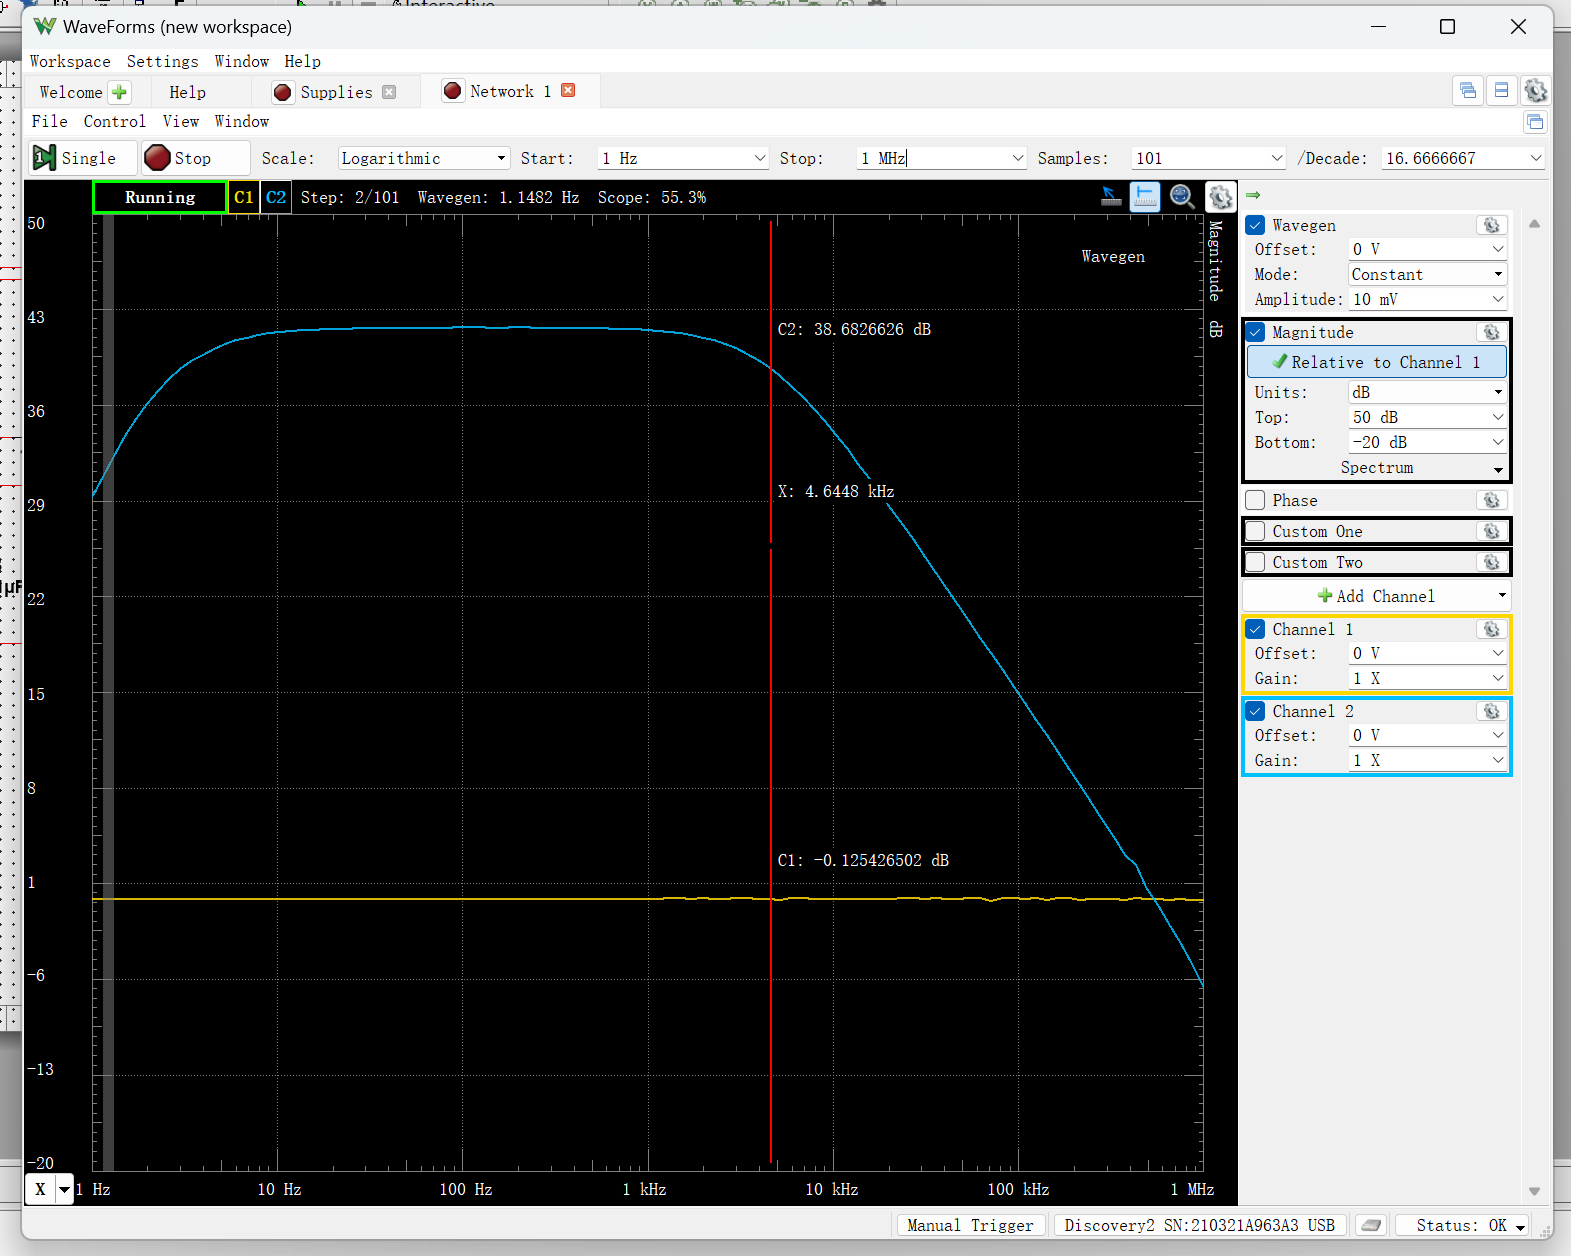 Interactive
WaveForms (new workspace)
Workspace Settings Window Help
Welcome Help Supplies Network 1
File Control View Window
Single Stop Scale: Logarithmic Start: 1 Hz Stop: 1 MHz Samples: 101 /Decade: 16.6666667
Running C1 C2 Step: 2/101 Wavegen: 1.1482 Hz Scope: 55.3%
50
43
36
29
22
15
8
1
-6
-13
-20
Wavegen
Magnitude dB
C2: 38.6826626 dB
X: 4.6448 kHz
C1: -0.125426502 dB
X 1 Hz 10 Hz 100 Hz 1 kHz 10 kHz 100 kHz 1 MHz
Wavegen
Offset: 0 V
Mode: Constant
Amplitude: 10 mV
Magnitude
Relative to Channel 1
Units: dB
Top: 50 dB
Bottom: -20 dB
Spectrum
Phase
Custom One
Custom Two
Add Channel
Channel 1
Offset: 0 V
Gain: 1 X
Channel 2
Offset: 0 V
Gain: 1 X
µF
Manual Trigger Discovery2 SN:210321A963A3 USB Status: OK